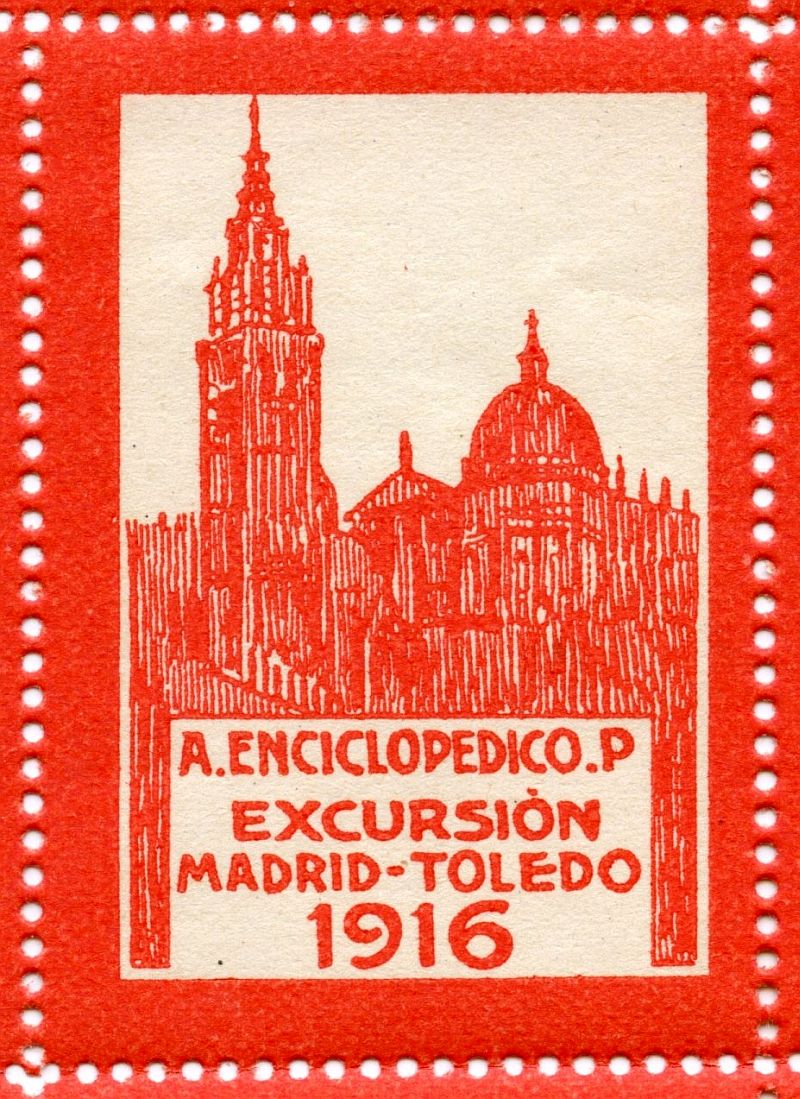 A.ENCICLOPEDICO.P
EXCURSIÒN
MADRID-TOLEDO
1916